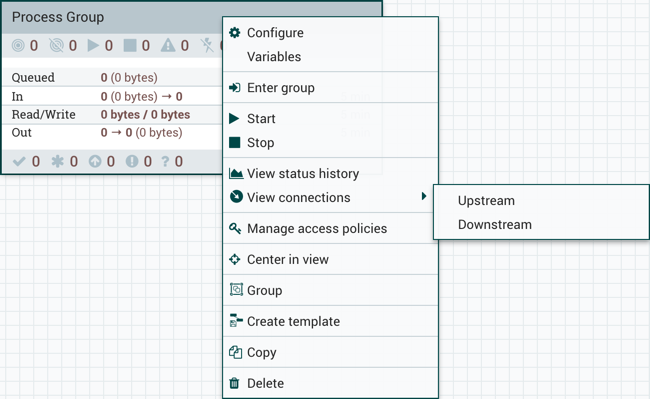 Process Group
0 0 0 0 0
Queued 0 (0 bytes)
In 0 (0 bytes) → 0
Read/Write 0 bytes / 0 bytes
Out 0 → 0 (0 bytes)
0 0 0 0 ? 0
Configure
Variables
Enter group
Start
Stop
View status history
View connections
Upstream
Downstream
Manage access policies
Center in view
Group
Create template
Copy
Delete